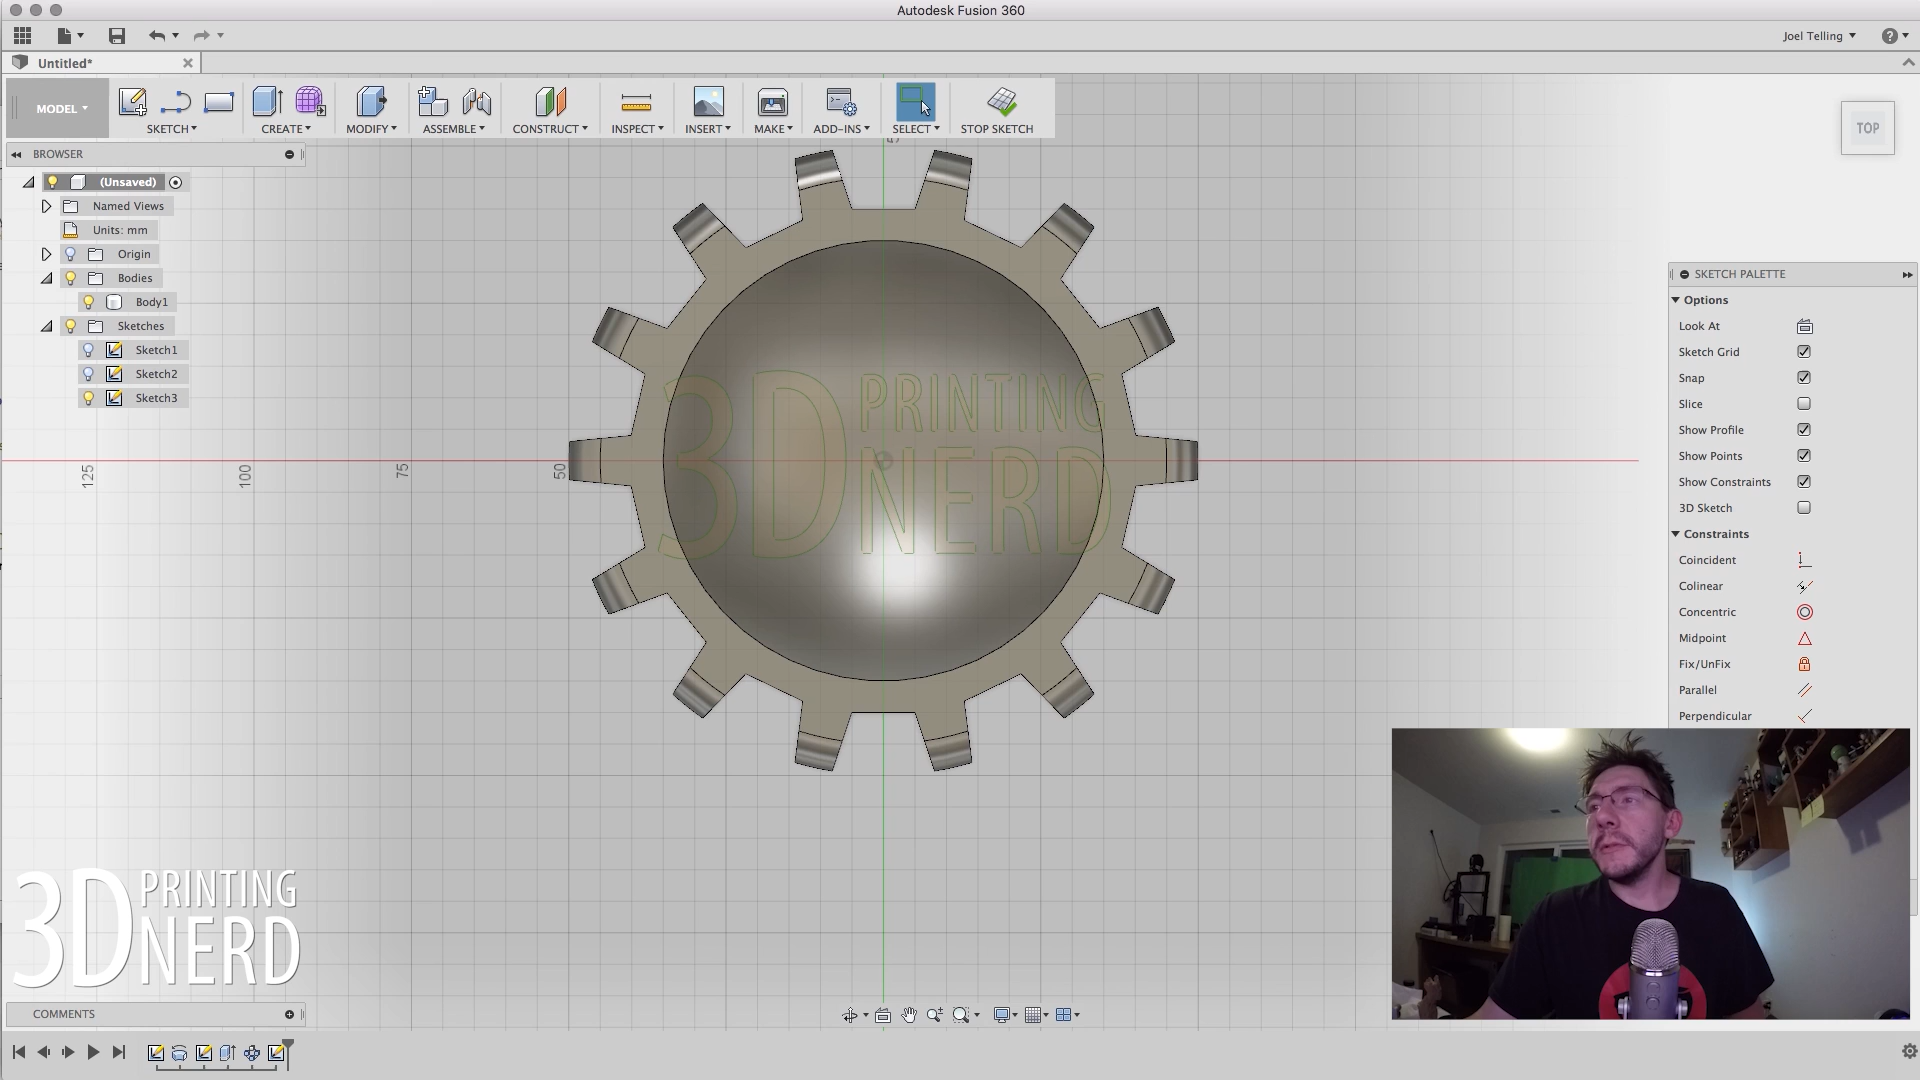 Autodesk Fusion 360
Joel Telling
Untitled*
MODEL
SKETCH
CREATE
MODIFY
ASSEMBLE
CONSTRUCT
INSPECT
INSERT
MAKE
ADD-INS
SELECT
STOP SKETCH
TOP
BROWSER
(Unsaved)
Named Views
Units: mm
Origin
Bodies
Body1
Sketches
Sketch1
Sketch2
Sketch3
125
100
75
50
3D PRINTING
NERD
SKETCH PALETTE
Options
Look At
Sketch Grid
Snap
Slice
Show Profile
Show Points
Show Constraints
3D Sketch
Constraints
Coincident
Colinear
Concentric
Midpoint
Fix/UnFix
Parallel
Perpendicular
3D PRINTING
NERD
COMMENTS